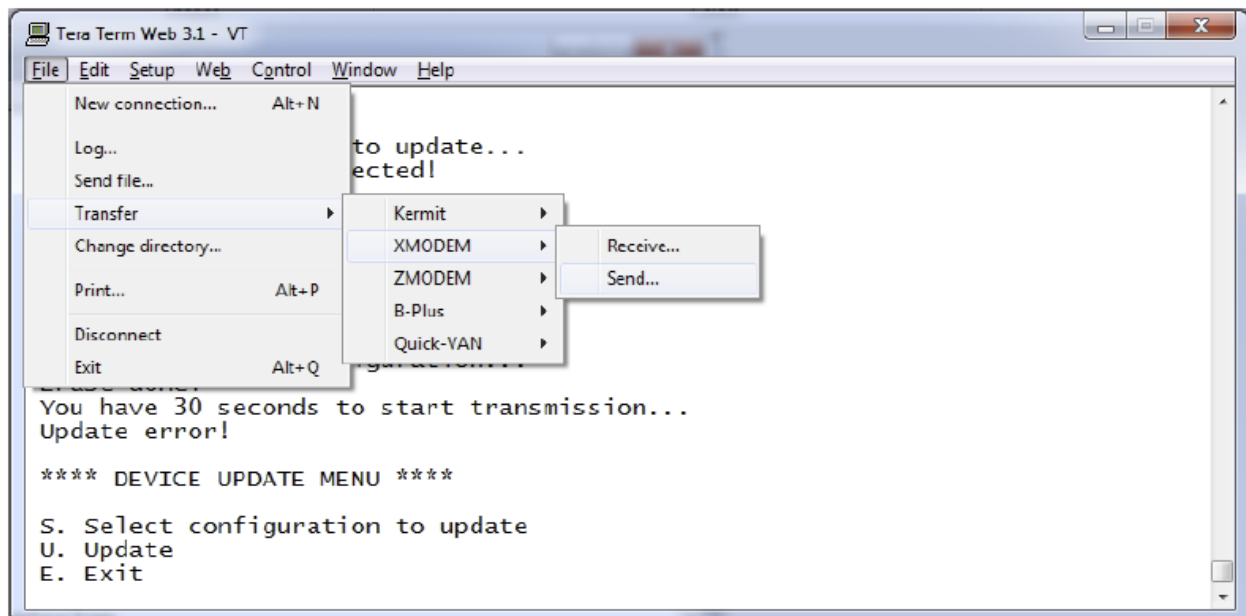 Tera Term Web 3.1 - VT
File Edit Setup Web Control Window Help
New connection... Alt+N
Log...
Send file...
Transfer
Change directory...
Print... Alt+P
Disconnect
Exit Alt+Q
Kermit
XMODEM
ZMODEM
B-Plus
Quick-VAN
Receive...
Send...
to update...
ected!
You have 30 seconds to start transmission...
Update error!
**** DEVICE UPDATE MENU ****
S. Select configuration to update
U. Update
E. Exit